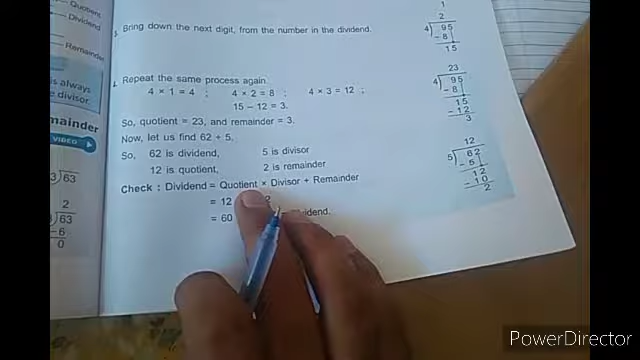 Quotient
Dividend
Remainder
is always
e divisor.
mainder
VIDEO
3) 63
2
63
-6
0
3. Bring down the next digit, from the number in the dividend.
1
2
4 95
- 8
15
4. Repeat the same process again.
4 × 1 = 4 ; 4 × 2 = 8 ; 4 × 3 = 12 ;
15 – 12 = 3.
So, quotient = 23, and remainder = 3.
23
4 95
- 8
15
- 12
3
Now, let us find 62 ÷ 5.
So, 62 is dividend, 5 is divisor
12 is quotient, 2 is remainder
Check : Dividend = Quotient × Divisor + Remainder
= 12 2
= 60 dividend.
12
5 62
- 5
12
- 10
2
PowerDirector